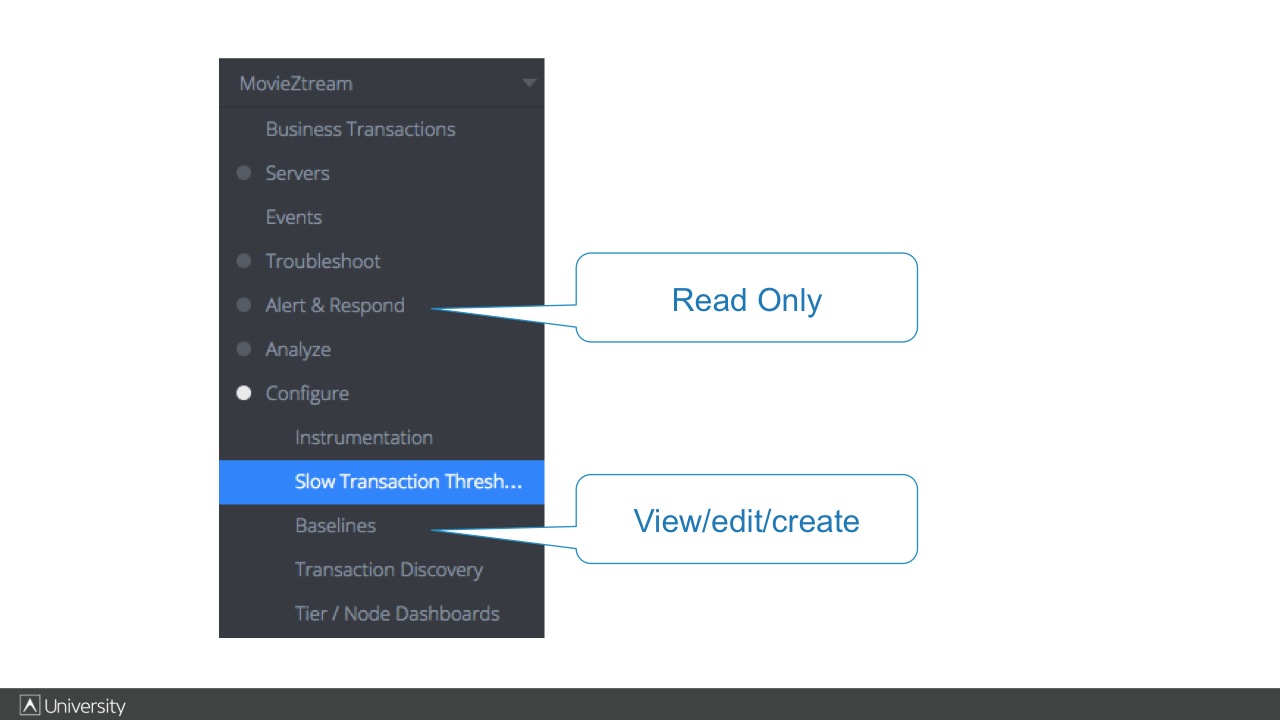 MovieZtream
Business Transactions
Servers
Events
Troubleshoot
Alert & Respond
Read Only
Analyze
Configure
Instrumentation
Slow Transaction Thresh...
View/edit/create
Baselines
Transaction Discovery
Tier / Node Dashboards
University